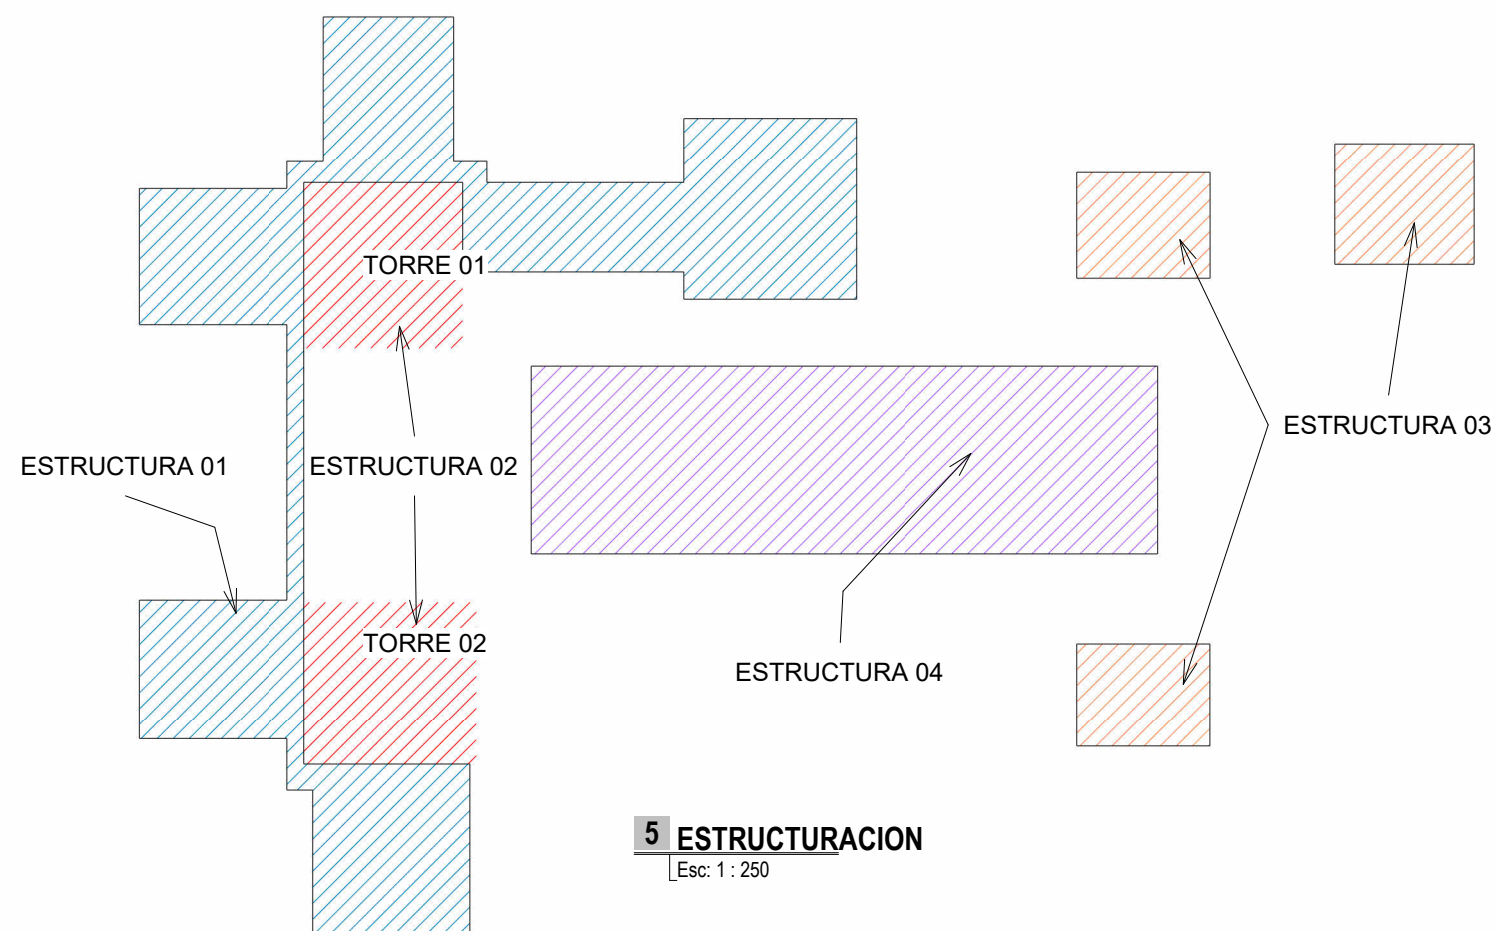 TORRE 01
ESTRUCTURA 03
ESTRUCTURA 01
ESTRUCTURA 02
TORRE 02
ESTRUCTURA 04
5 ESTRUCTURACION
Esc: 1 : 250